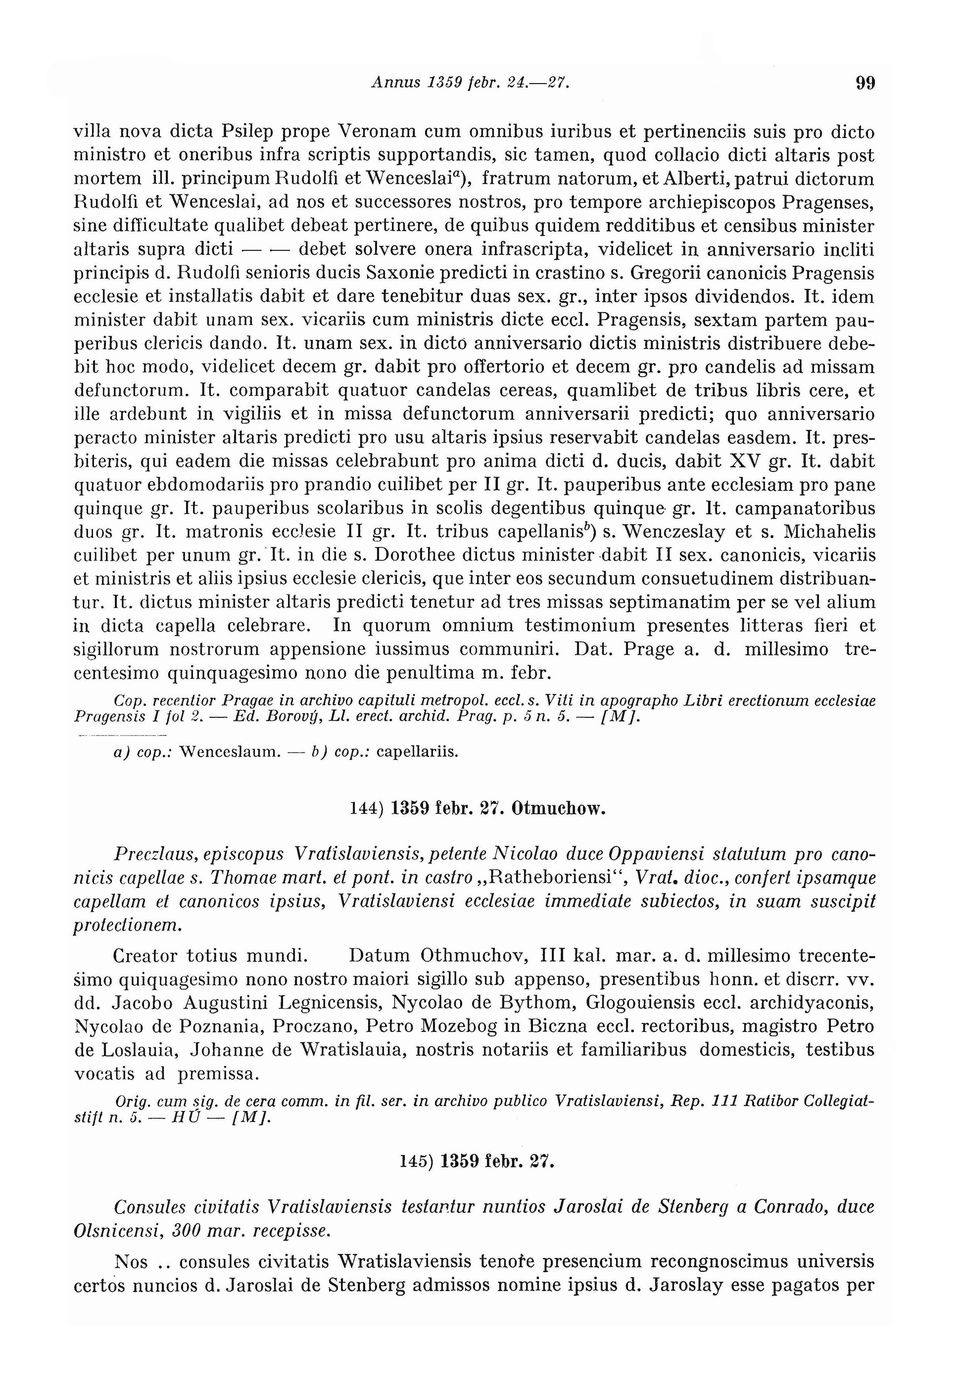 Annus 1359 febr. 24.—27. 99
villa nova dicta Psilep prope Veronam cum omnibus iuribus et pertinenciis suis pro dicto
ministro et oneribus infra scriptis supportandis, sic tamen, quod collacio dicti altaris post
mortem ill. principum Rudolfi et Wenceslaiᵃ), fratrum natorum, et Alberti, patrui dictorum
Rudolfi et Wenceslai, ad nos et successores nostros, pro tempore archiepiscopos Pragenses,
sine difficultate qualibet debeat pertinere, de quibus quidem redditibus et censibus minister
altaris supra dicti — — debet solvere onera infrascripta, videlicet in anniversario incliti
principis d. Rudolfi senioris ducis Saxonie predicti in crastino s. Gregorii canonicis Pragensis
ecclesie et installatis dabit et dare tenebitur duas sex. gr., inter ipsos dividendos. It. idem
minister dabit unam sex. vicariis cum ministris dicte eccl. Pragensis, sextam partem pau-
peribus clericis dando. It. unam sex. in dicto anniversario dictis ministris distribuere debe-
bit hoc modo, videlicet decem gr. dabit pro offertorio et decem gr. pro candelis ad missam
defunctorum. It. comparabit quatuor candelas cereas, quamlibet de tribus libris cere, et
ille ardebunt in vigiliis et in missa defunctorum anniversarii predicti; quo anniversario
peracto minister altaris predicti pro usu altaris ipsius reservabit candelas easdem. It. pres-
biteris, qui eadem die missas celebrabunt pro anima dicti d. ducis, dabit XV gr. It. dabit
quatuor ebdomodariis pro prandio cuilibet per II gr. It. pauperibus ante ecclesiam pro pane
quinque gr. It. pauperibus scolaribus in scolis degentibus quinque gr. It. campanatoribus
duos gr. It. matronis ecclesie II gr. It. tribus capellanisᵇ) s. Wenczeslay et s. Michahelis
cuilibet per unum gr. It. in die s. Dorothee dictus minister dabit II sex. canonicis, vicariis
et ministris et aliis ipsius ecclesie clericis, que inter eos secundum consuetudinem distribuan-
tur. It. dictus minister altaris predicti tenetur ad tres missas septimanatim per se vel alium
in dicta capella celebrare. In quorum omnium testimonium presentes litteras fieri et
sigillorum nostrorum appensione iussimus communiri. Dat. Prage a. d. millesimo tre-
centesimo quinquagesimo nono die penultima m. febr.
Cop. recentior Pragae in archivo capituli metropol. eccl. s. Viti in apographo Libri erectionum ecclesiae
Pragensis I fol 2. — Ed. Borový, Ll. erect. archid. Prag. p. 5 n. 5. — [M].
a) cop.: Wenceslaum. — b) cop.: capellariis.
144) 1359 febr. 27. Otmuchow.
Preczlaus, episcopus Vratislaviensis, petente Nicolao duce Oppaviensi statutum pro cano-
nicis capellae s. Thomae mart. et pont. in castro „Ratheboriensi“, Vrat. dioc., confert ipsamque
capellam et canonicos ipsius, Vratislaviensi ecclesiae immediate subiectos, in suam suscipit
protectionem.
Creator totius mundi. Datum Othmuchov, III kal. mar. a. d. millesimo trecente-
simo quiquagesimo nono nostro maiori sigillo sub appenso, presentibus honn. et discrr. vv.
dd. Jacobo Augustini Legnicensis, Nycolao de Bythom, Glogouiensis eccl. archidyaconis,
Nycolao de Poznania, Proczano, Petro Mozebog in Biczna eccl. rectoribus, magistro Petro
de Loslauia, Johanne de Wratislauia, nostris notariis et familiaribus domesticis, testibus
vocatis ad premissa.
Orig. cum sig. de cera comm. in fil. ser. in archivo publico Vratislaviensi, Rep. 111 Ratibor Collegiat-
stift n. 5. — H Ú — [M].
145) 1359 febr. 27.
Consules civitatis Vratislaviensis testantur nuntios Jaroslai de Stenberg a Conrado, duce
Olsnicensi, 300 mar. recepisse.
Nos .. consules civitatis Wratislaviensis tenore presencium recongnoscimus universis
certos nuncios d. Jaroslai de Stenberg admissos nomine ipsius d. Jaroslay esse pagatos per